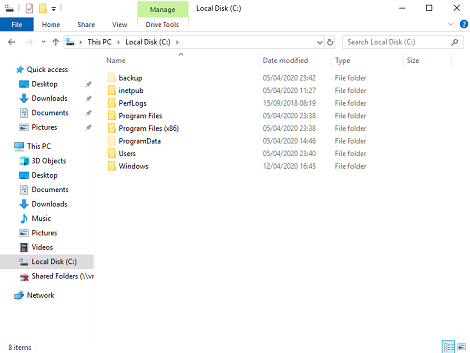 Manage
Local Disk (C:)
File
Home
Share
View
Drive Tools
This PC
Local Disk (C:)
Search Local Disk (C:)
Name
Date modified
Type
Size
Quick access
Desktop
Downloads
Documents
Pictures
This PC
3D Objects
Desktop
Documents
Downloads
Music
Pictures
Videos
Local Disk (C:)
Shared Folders (\\vr
Network
backup 05/04/2020 23:42 File folder
inetpub 05/04/2020 11:27 File folder
PerfLogs 15/09/2018 08:19 File folder
Program Files 05/04/2020 23:38 File folder
Program Files (x86) 05/04/2020 23:38 File folder
ProgramData 05/04/2020 14:46 File folder
Users 05/04/2020 23:40 File folder
Windows 12/04/2020 16:45 File folder
8 items